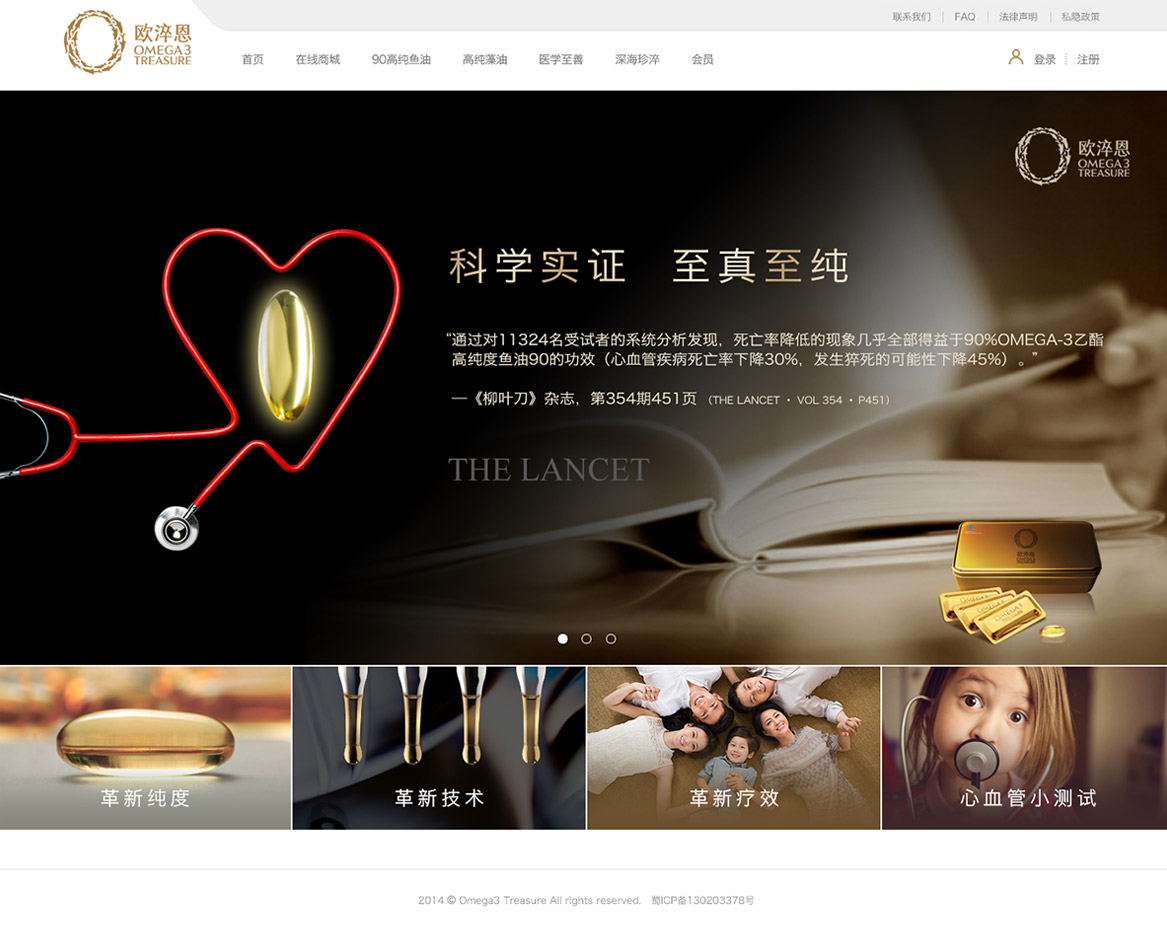 欧淬恩
OMEGA 3
TREASURE
联系我们 FAQ 法律声明 私隐政策
首页 在线商城 90高纯鱼油 高纯藻油 医学至善 深海珍淬 会员
登录 注册
欧淬恩
OMEGA 3
TREASURE
科学实证 至真至纯
“通过对11324名受试者的系统分析发现，死亡率降低的现象几乎全部得益于90%OMEGA-3乙酯
高纯度鱼油90的功效（心血管疾病死亡率下降30%，发生猝死的可能性下降45%）。”
—《柳叶刀》杂志，第354期451页 （THE LANCET · VOL 354 · P451）
THE LANCET
欧淬恩
OMEGA 3
TREASURE
OMEGA 3
革新纯度
革新技术
革新疗效
心血管小测试
2014 © Omega3 Treasure All rights reserved. 蜀ICP备130203378号